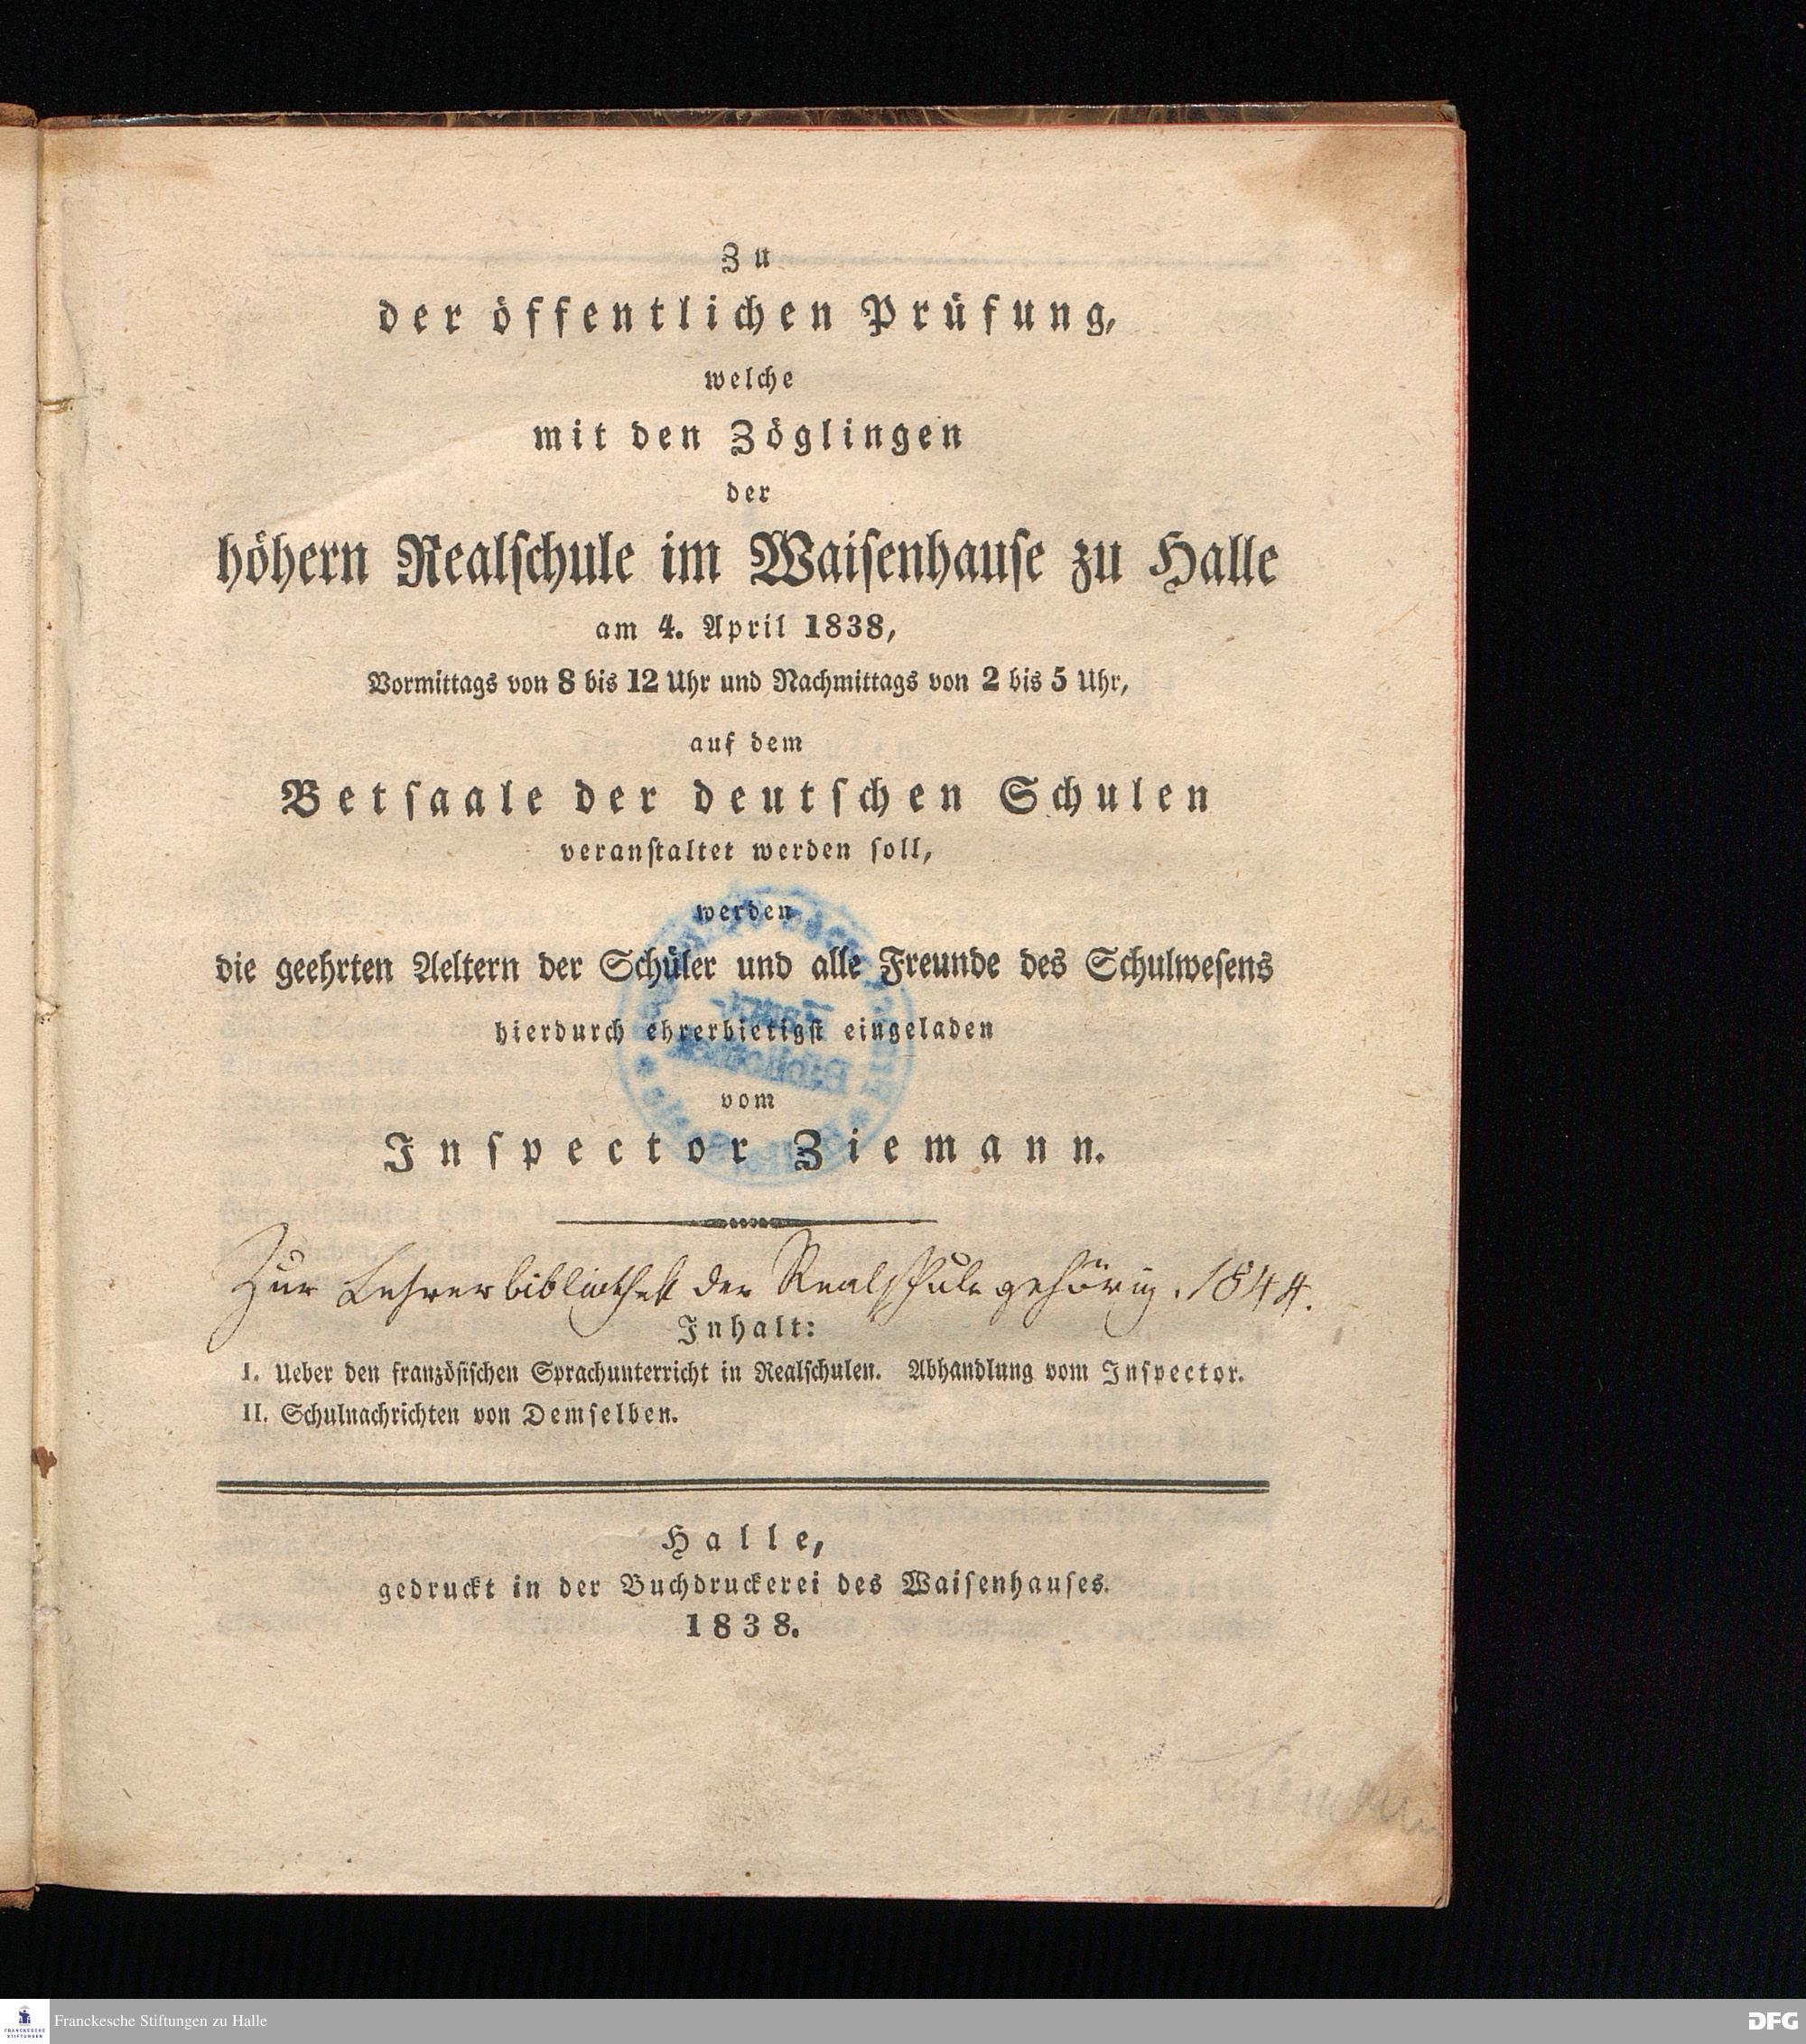 Zu
der öffentlichen Prüfung,
welche
mit den Zöglingen
der
höhern Realſchule im Waiſenhauſe zu Halle
am 4. April 1838,
Vormittags von 8 bis 12 Uhr und Nachmittags von 2 bis 5 Uhr,
auf dem
Betſaale der deutſchen Schulen
veranſtaltet werden ſoll,
werden
die geehrten Aeltern der Schüler und alle Freunde des Schulweſens
hierdurch ehrerbietigſt eingeladen
vom
Inſpector Ziemann.
Zur Lehrerbibliothek der Realschule gehörig. 1844.
Inhalt:
I. Ueber den franzöſiſchen Sprachunterricht in Realſchulen. Abhandlung vom Inſpector.
II. Schulnachrichten von Demſelben.
Halle,
gedruckt in der Buchdruckerei des Waiſenhauſes.
1838.
FRANCKESCHE
STIFTUNGEN
Franckesche Stiftungen zu Halle
DFG